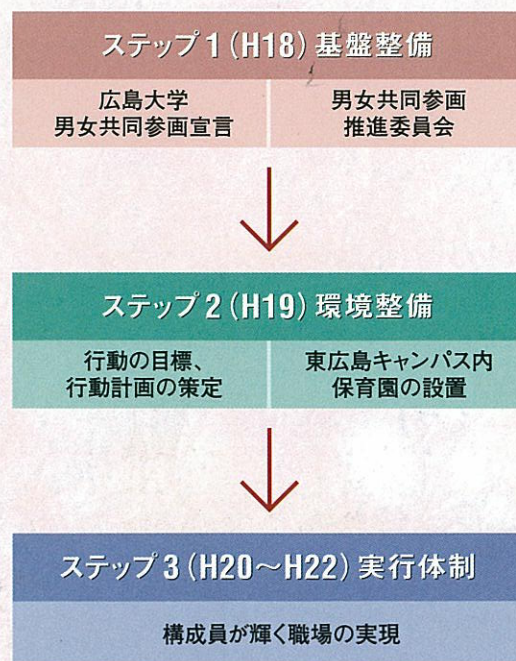 ステップ1(H18)基盤整備
広島大学
男女共同参画宣言
男女共同参画
推進委員会
ステップ2(H19)環境整備
行動の目標、
行動計画の策定
東広島キャンパス内
保育園の設置
ステップ3(H20〜H22)実行体制
構成員が輝く職場の実現